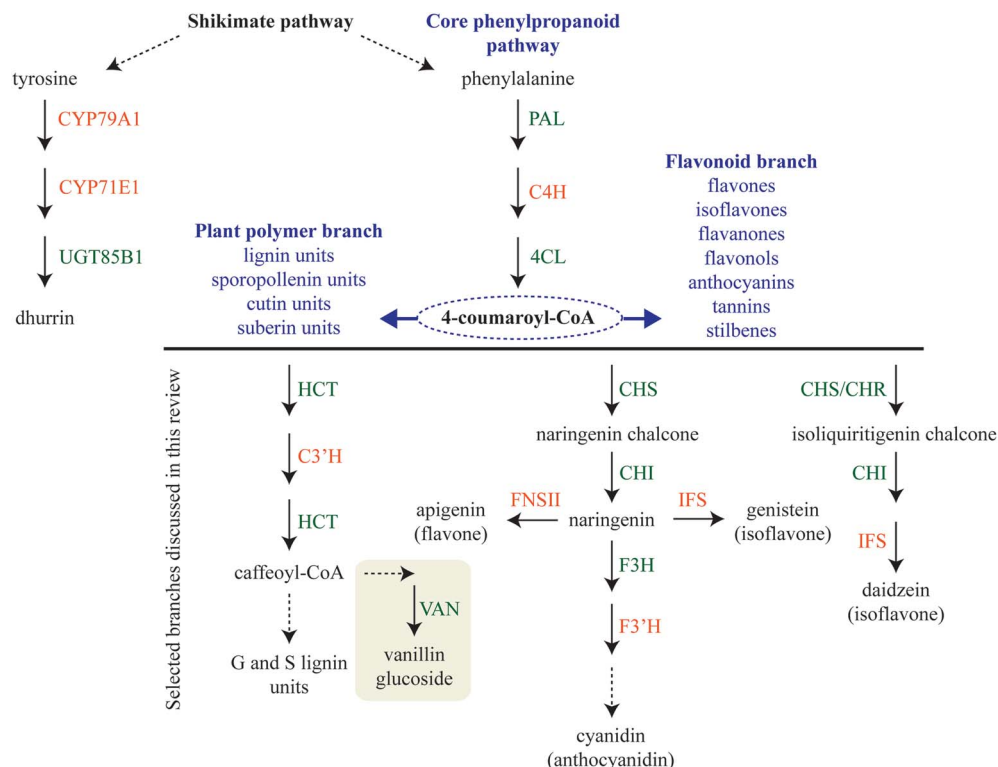 Shikimate pathway
Core phenylpropanoid
pathway
tyrosine
phenylalanine
CYP79A1
PAL
CYP71E1
C4H
UGT85B1
4CL
dhurrin
Plant polymer branch
lignin units
sporopollenin units
cutin units
suberin units
4-coumaroyl-CoA
Flavonoid branch
flavones
isoflavones
flavanones
flavonols
anthocyanins
tannins
stilbenes
Selected branches discussed in this review
HCT
C3’H
HCT
caffeoyl-CoA
G and S lignin
units
VAN
vanillin
glucoside
CHS
naringenin chalcone
CHI
FNSII
IFS
apigenin
(flavone)
naringenin
genistein
(isoflavone)
F3H
F3’H
cyanidin
(anthocyanidin)
CHS/CHR
isoliquiritigenin chalcone
CHI
IFS
daidzein
(isoflavone)